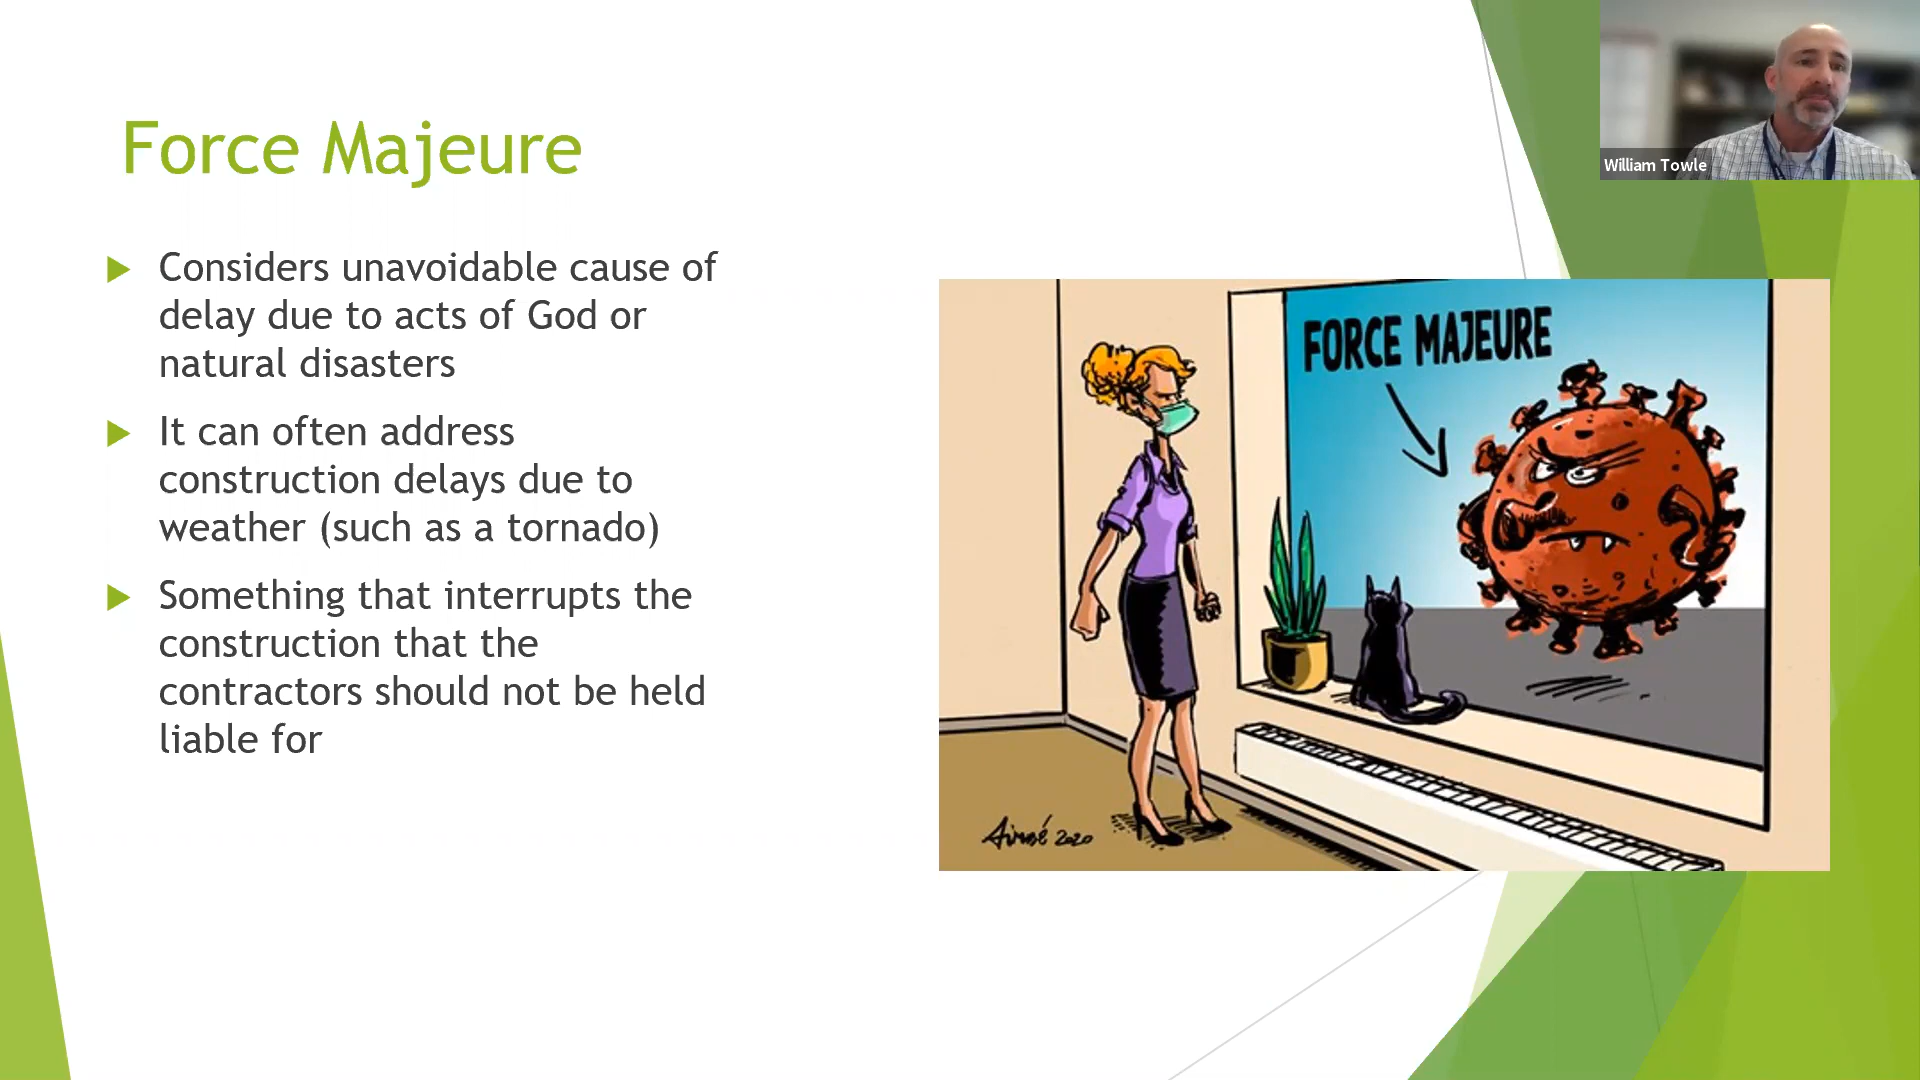 Force Majeure
Considers unavoidable cause of
delay due to acts of God or
natural disasters
It can often address
construction delays due to
weather (such as a tornado)
Something that interrupts the
construction that the
contractors should not be held
liable for
FORCE MAJEURE
2020
William Towle